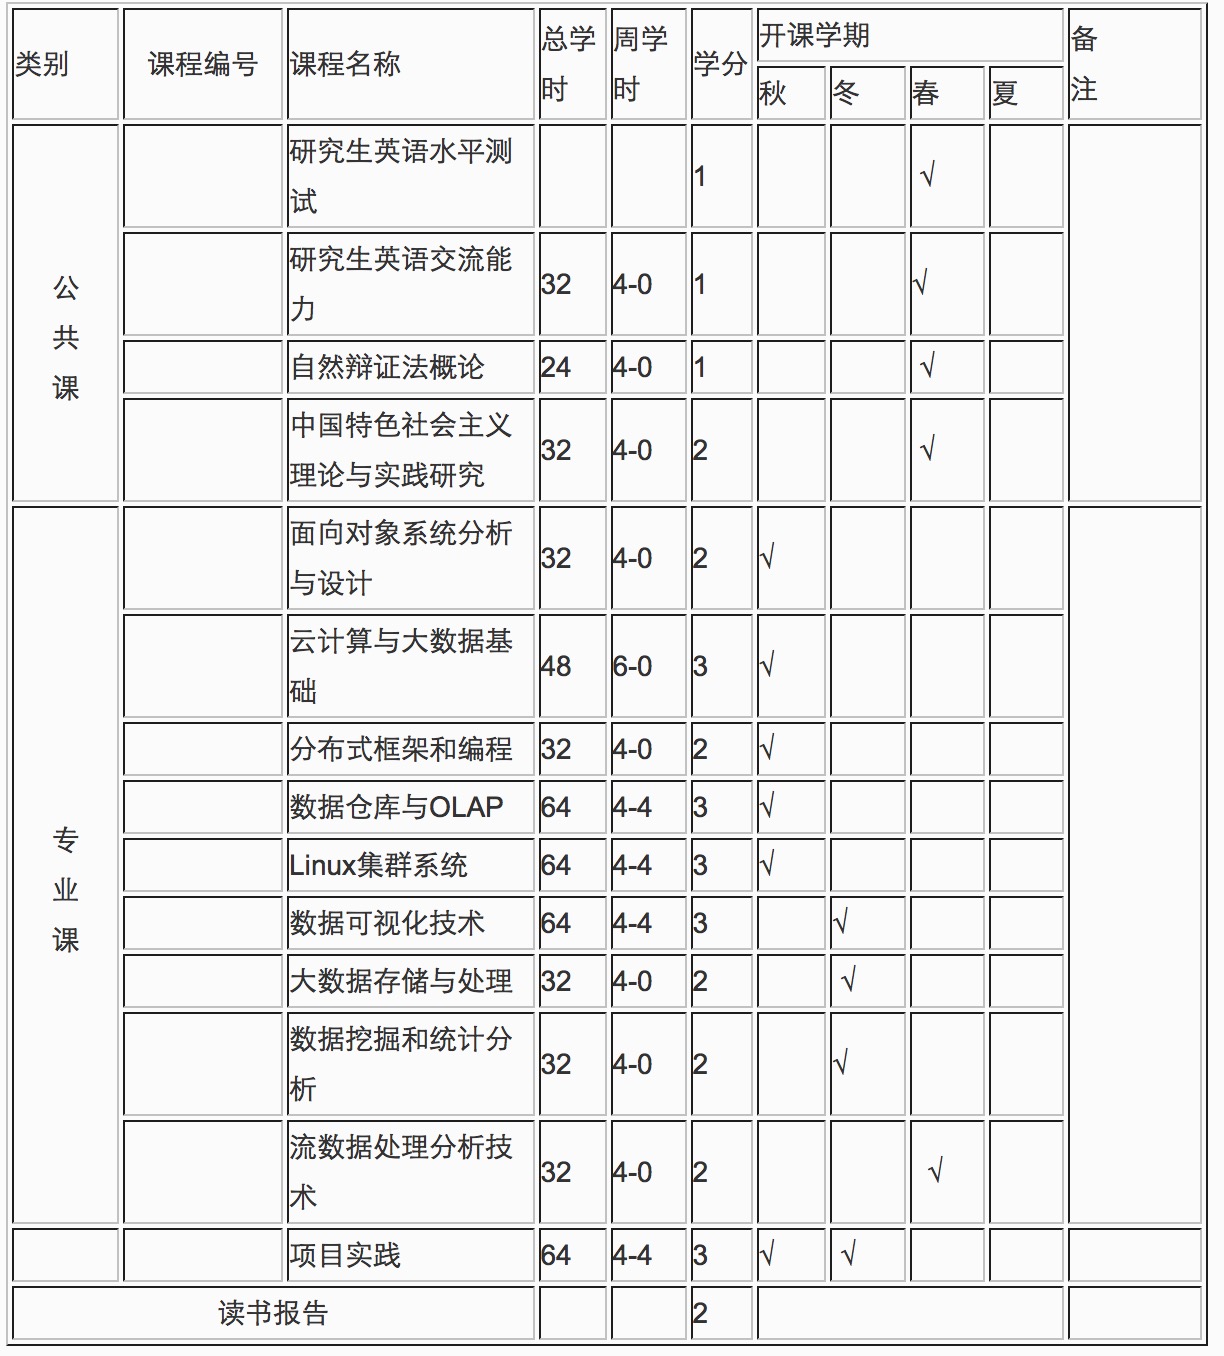 类别 课程编号 课程名称 总学时 周学时 学分 开课学期 备注
秋 冬 春 夏
公共课
研究生英语水平测试 1 √
研究生英语交流能力 32 4-0 1 √
自然辩证法概论 24 4-0 1 √
中国特色社会主义理论与实践研究 32 4-0 2 √
专业课
面向对象系统分析与设计 32 4-0 2 √
云计算与大数据基础 48 6-0 3 √
分布式框架和编程 32 4-0 2 √
数据仓库与OLAP 64 4-4 3 √
Linux集群系统 64 4-4 3 √
数据可视化技术 64 4-4 3 √
大数据存储与处理 32 4-0 2 √
数据挖掘和统计分析 32 4-0 2 √
流数据处理分析技术 32 4-0 2 √
项目实践 64 4-4 3 √ √
读书报告 2